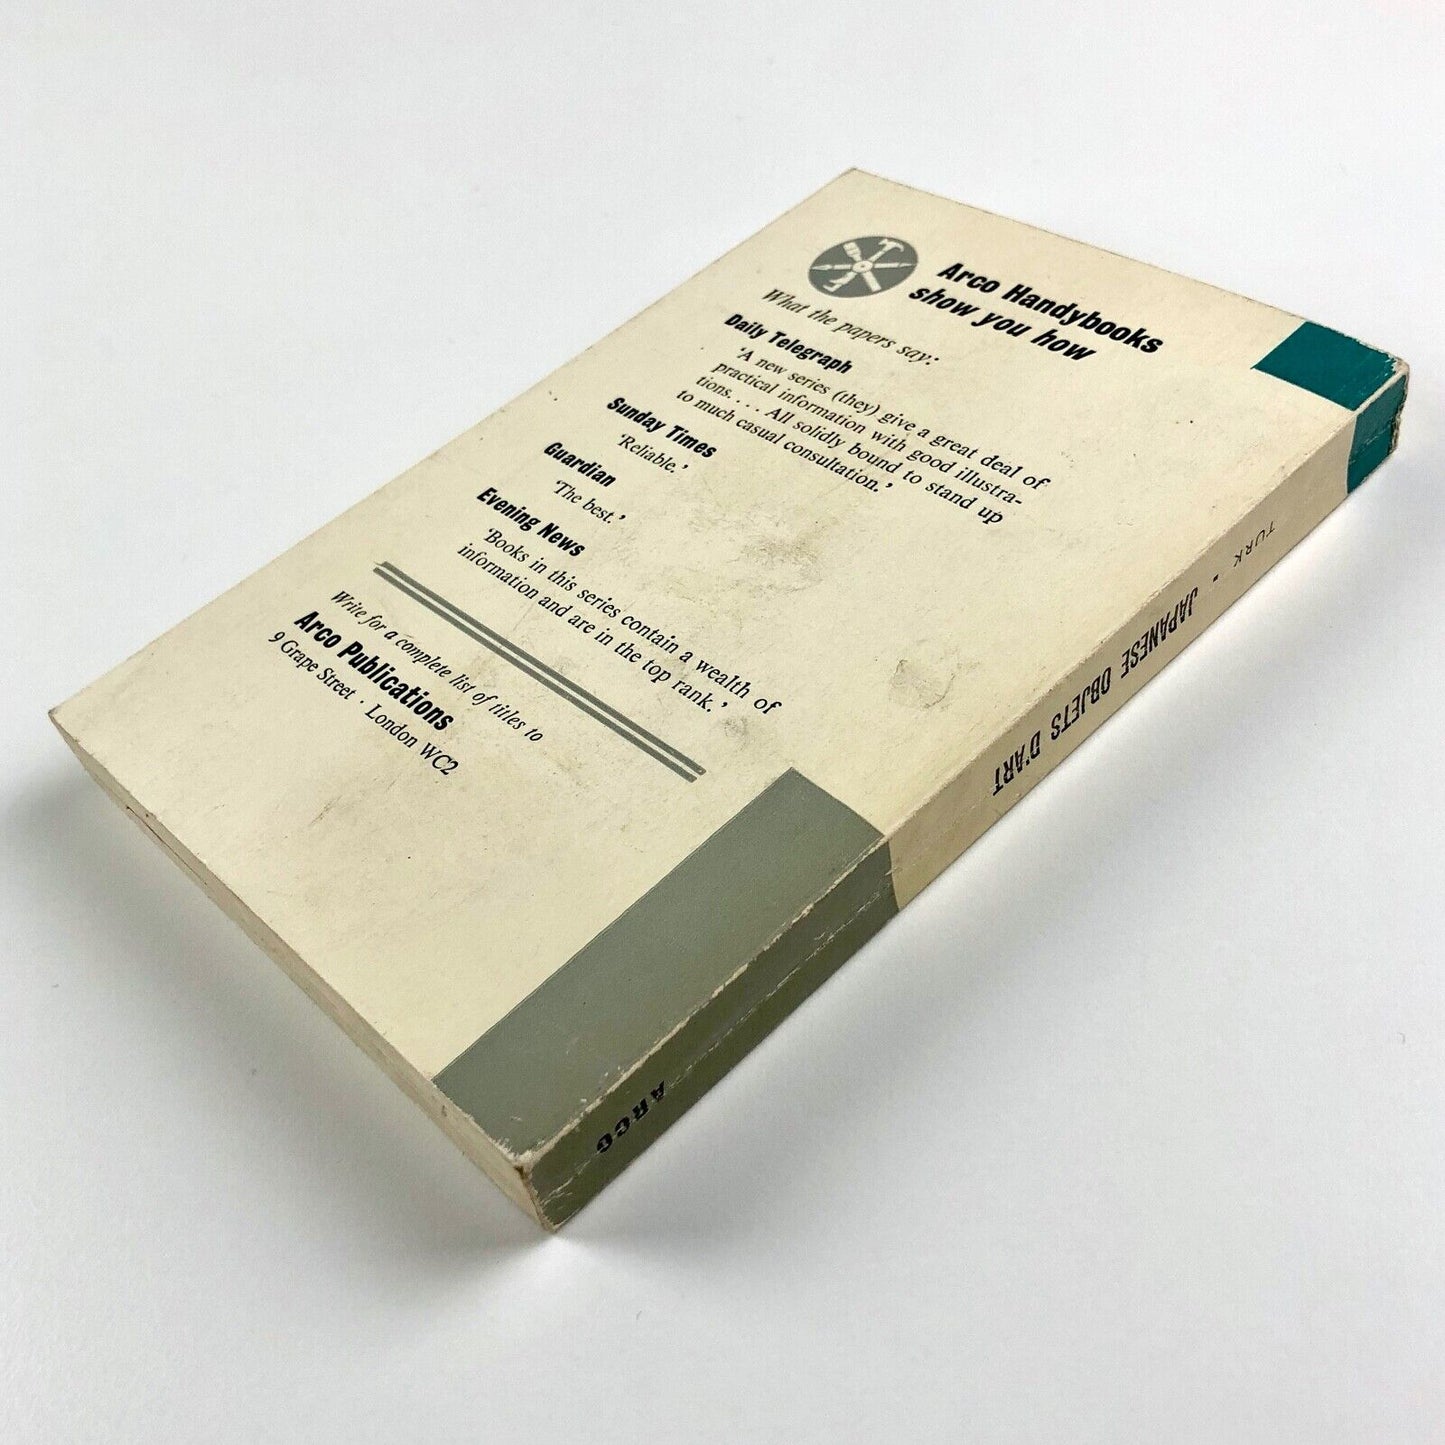 Arco Handybooks
show you how
What the papers say:
Daily Telegraph
'A new series (they) give a great deal of
practical information with good illustra-
tions. . . . All solidly bound to stand up
to much casual consultation.'
Sunday Times
'Reliable.'
Guardian
'The best.'
Evening News
'Books in this series contain a wealth of
information and are in the top rank.'
Write for a complete list of titles to
Arco Publications
9 Grape Street · London WC2
TURK · JAPANESE OBJETS D'ART
ARCO